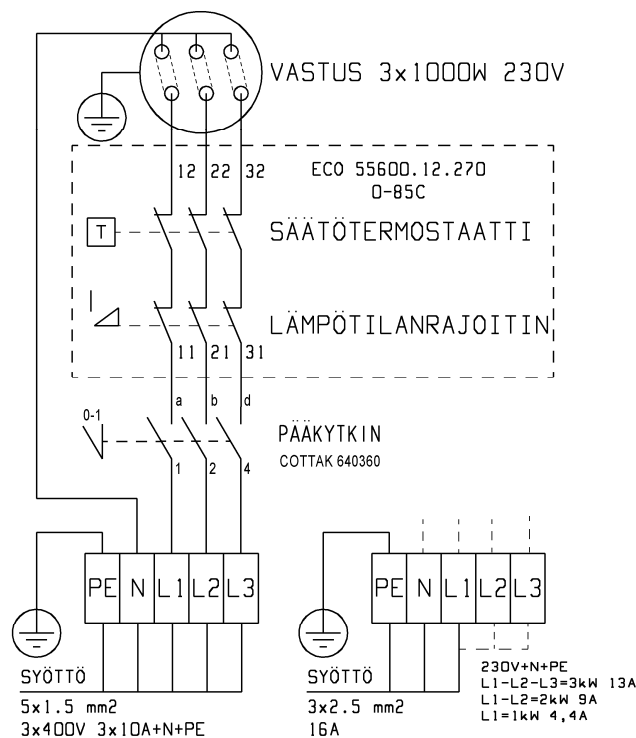 VASTUS 3x1000W 230V
12 22 32
ECO 55600.12.270
0-85C
T
SÄÄTÖTERMOSTAATTI
LÄMPÖTILANRAJOITIN
11 21 31
a b d
0-1
PÄÄKYTKIN
COTTAK 640360
1 2 4
PE N L1 L2 L3
SYÖTTÖ
5x1.5 mm2
3x400V 3x10A+N+PE
PE N L1 L2 L3
SYÖTTÖ
3x2.5 mm2
16A
230V+N+PE
L1-L2-L3=3kW 13A
L1-L2=2kW 9A
L1=1kW 4,4A